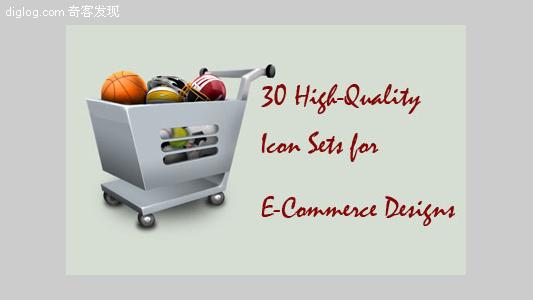 diglog.com 奇客发现
30 High-Quality
Icon Sets for
E-Commerce Designs